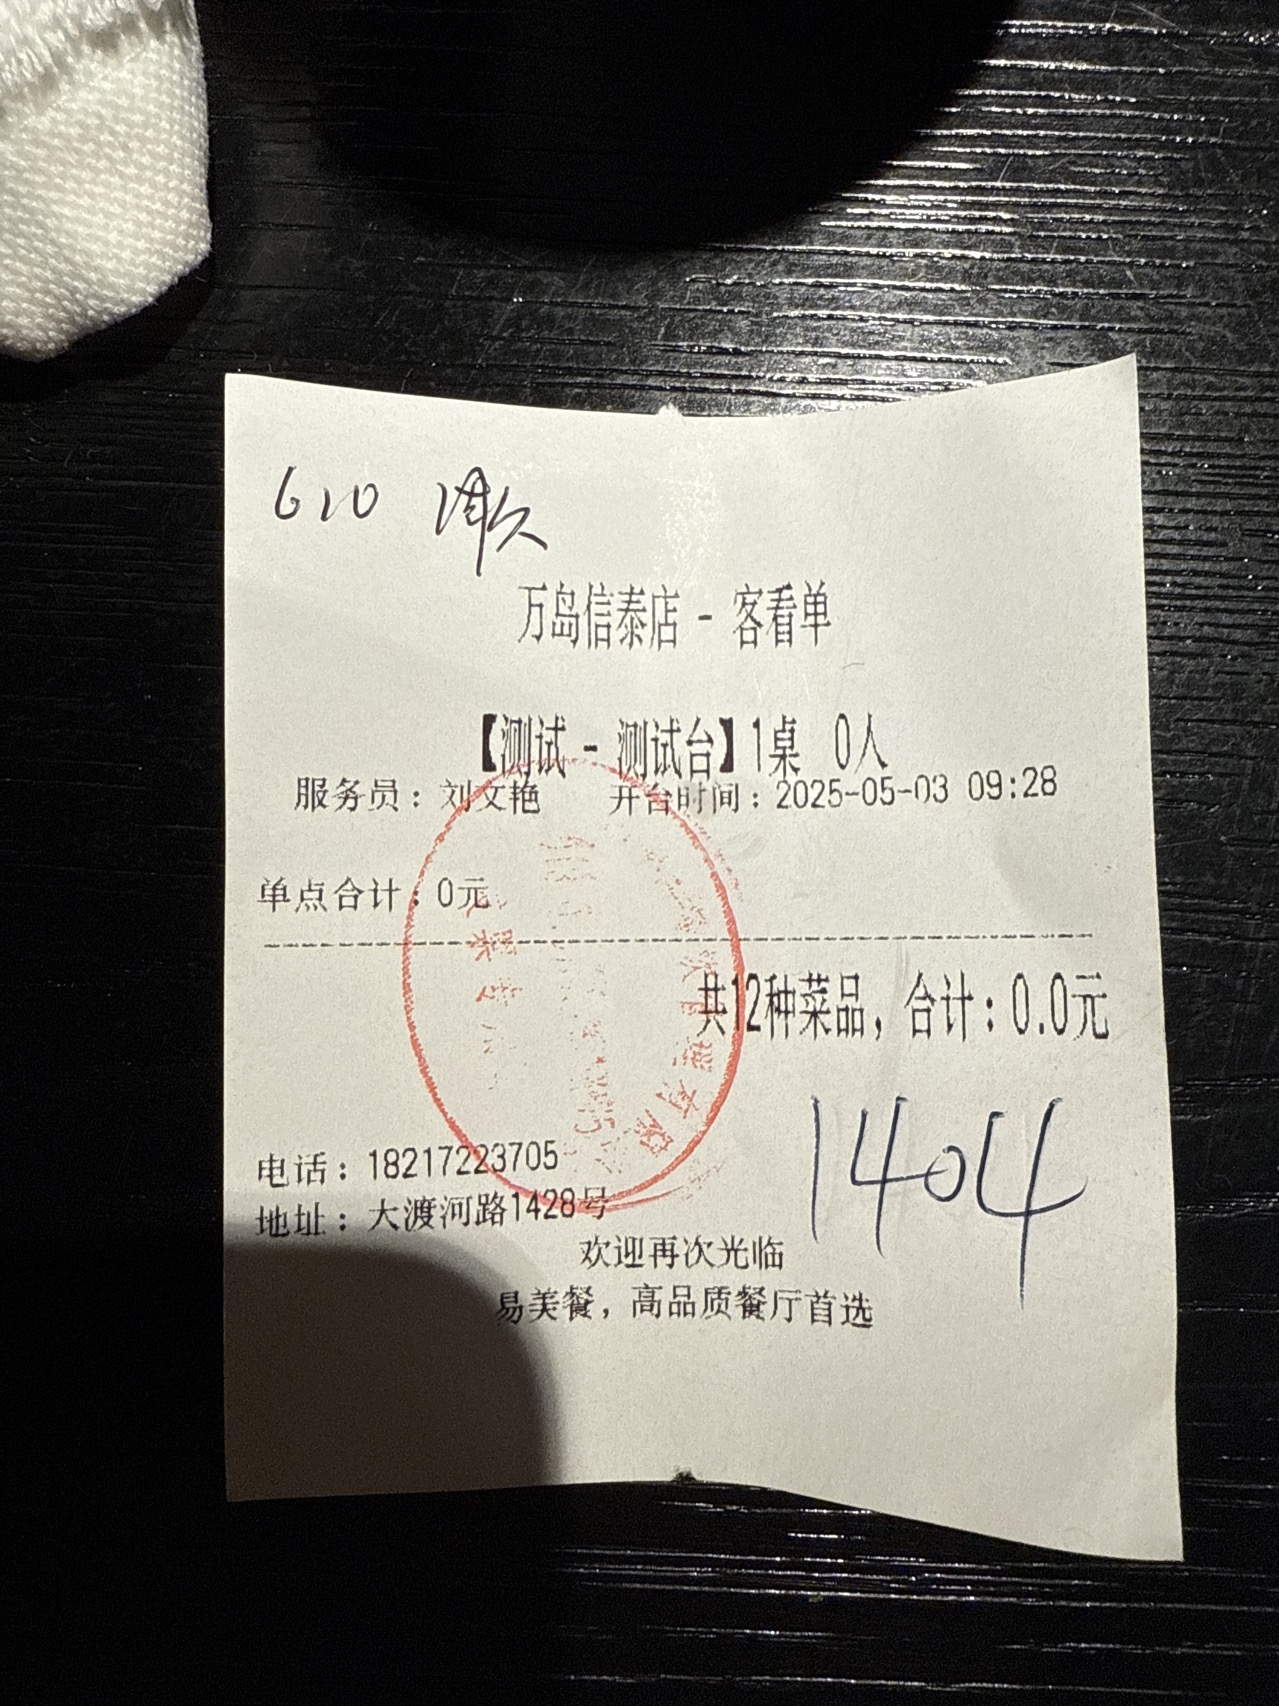 610
万岛信泰店 - 客看单
【测试 - 测试台】1桌 0人
服务员：刘文艳 开台时间：2025-05-03 09:28
单点合计：0元
共12种菜品，合计：0.0元
1404
电话：18217223705
地址：大渡河路1428号
欢迎再次光临
易美餐，高品质餐厅首选